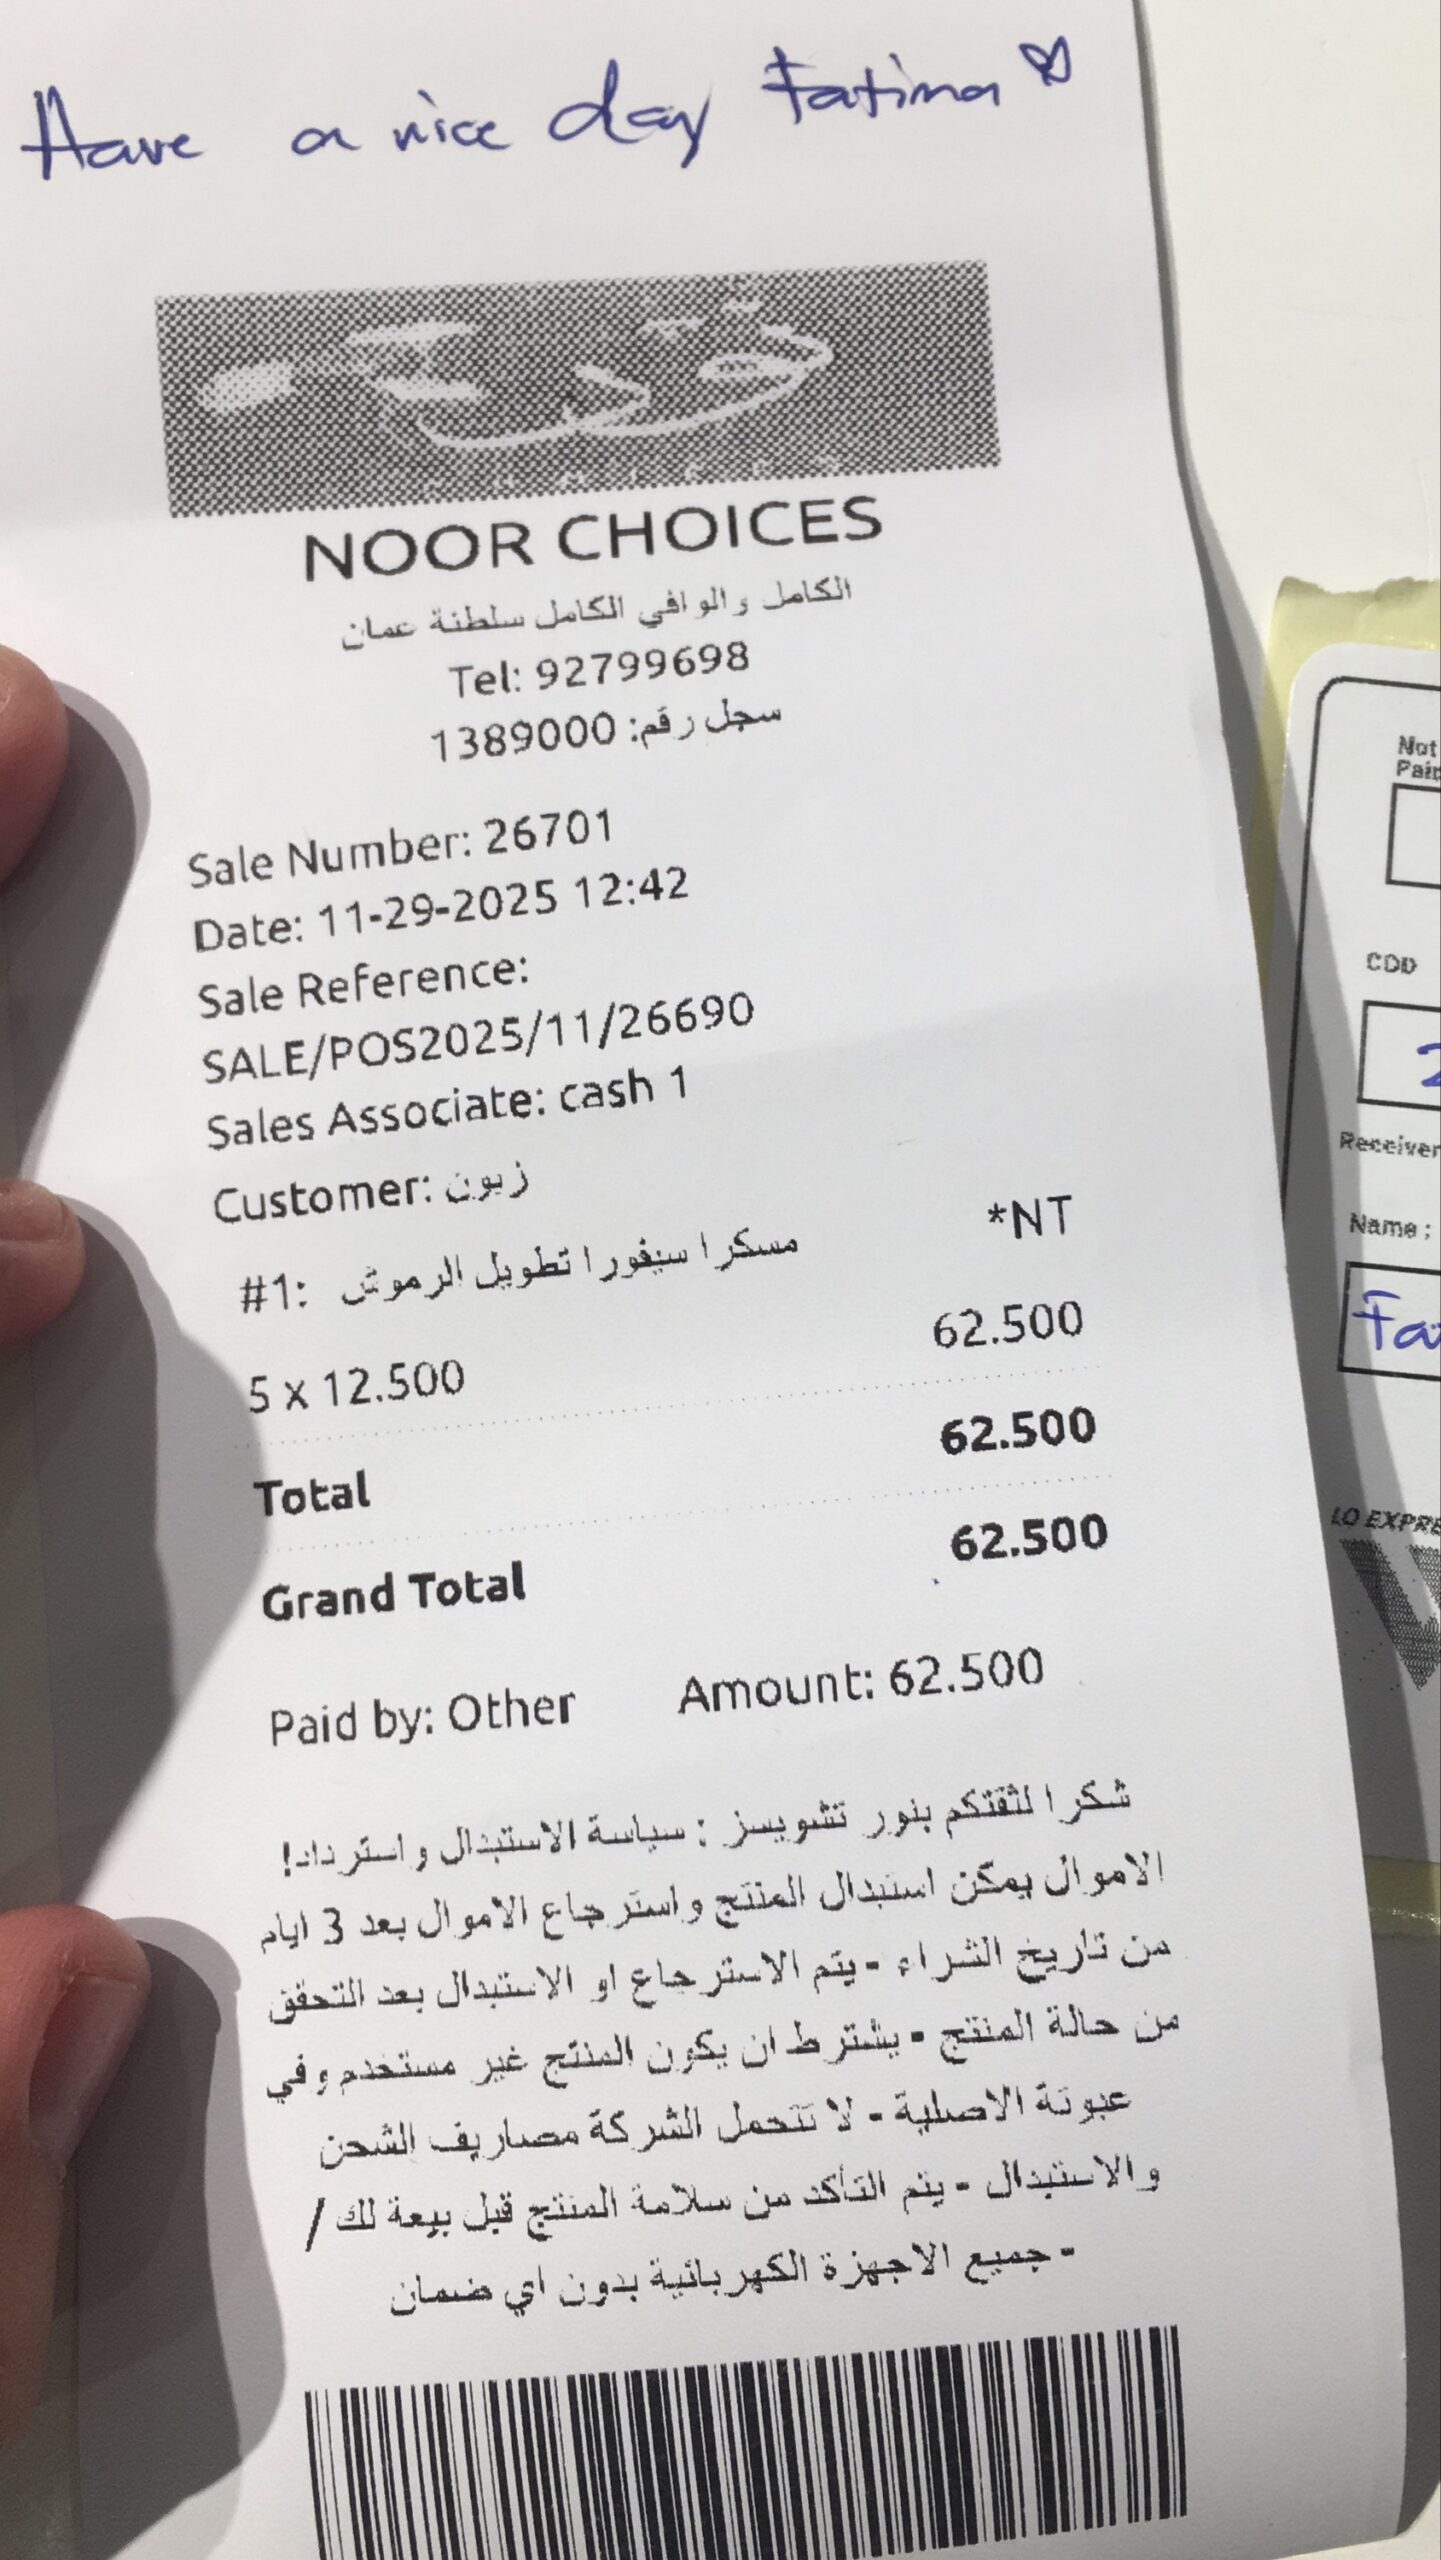 Have a nice day Fatima
NOOR CHOICES
الكامل والوافي الكامل سلطنة عمان
Tel: 92799698
سجل رقم: 1389000
Sale Number: 26701
Date: 11-29-2025 12:42
Sale Reference:
SALE/POS2025/11/26690
Sales Associate: cash 1
Customer: زبون
#1: مسكرا سيفورا تطويل الرموش *NT
5 x 12.500 62.500
Total 62.500
Grand Total 62.500
Paid by: Other Amount: 62.500
شكرا لثقتكم بنور تشويسز : سياسة الاستبدال واسترداد!
الاموال يمكن استبدال المنتج واسترجاع الاموال بعد 3 ايام
من تاريخ الشراء - يتم الاسترجاع او الاستبدال بعد التحقق
من حالة المنتج - يشترط ان يكون المنتج غير مستخدم وفي
عبوتة الاصلية - لا تتحمل الشركة مصاريف الشحن
والاستبدال - يتم التأكد من سلامة المنتج قبل بيعة لك /
- جميع الاجهزة الكهربائية بدون اي ضمان
Not
COD
Receiver
Name :
LO